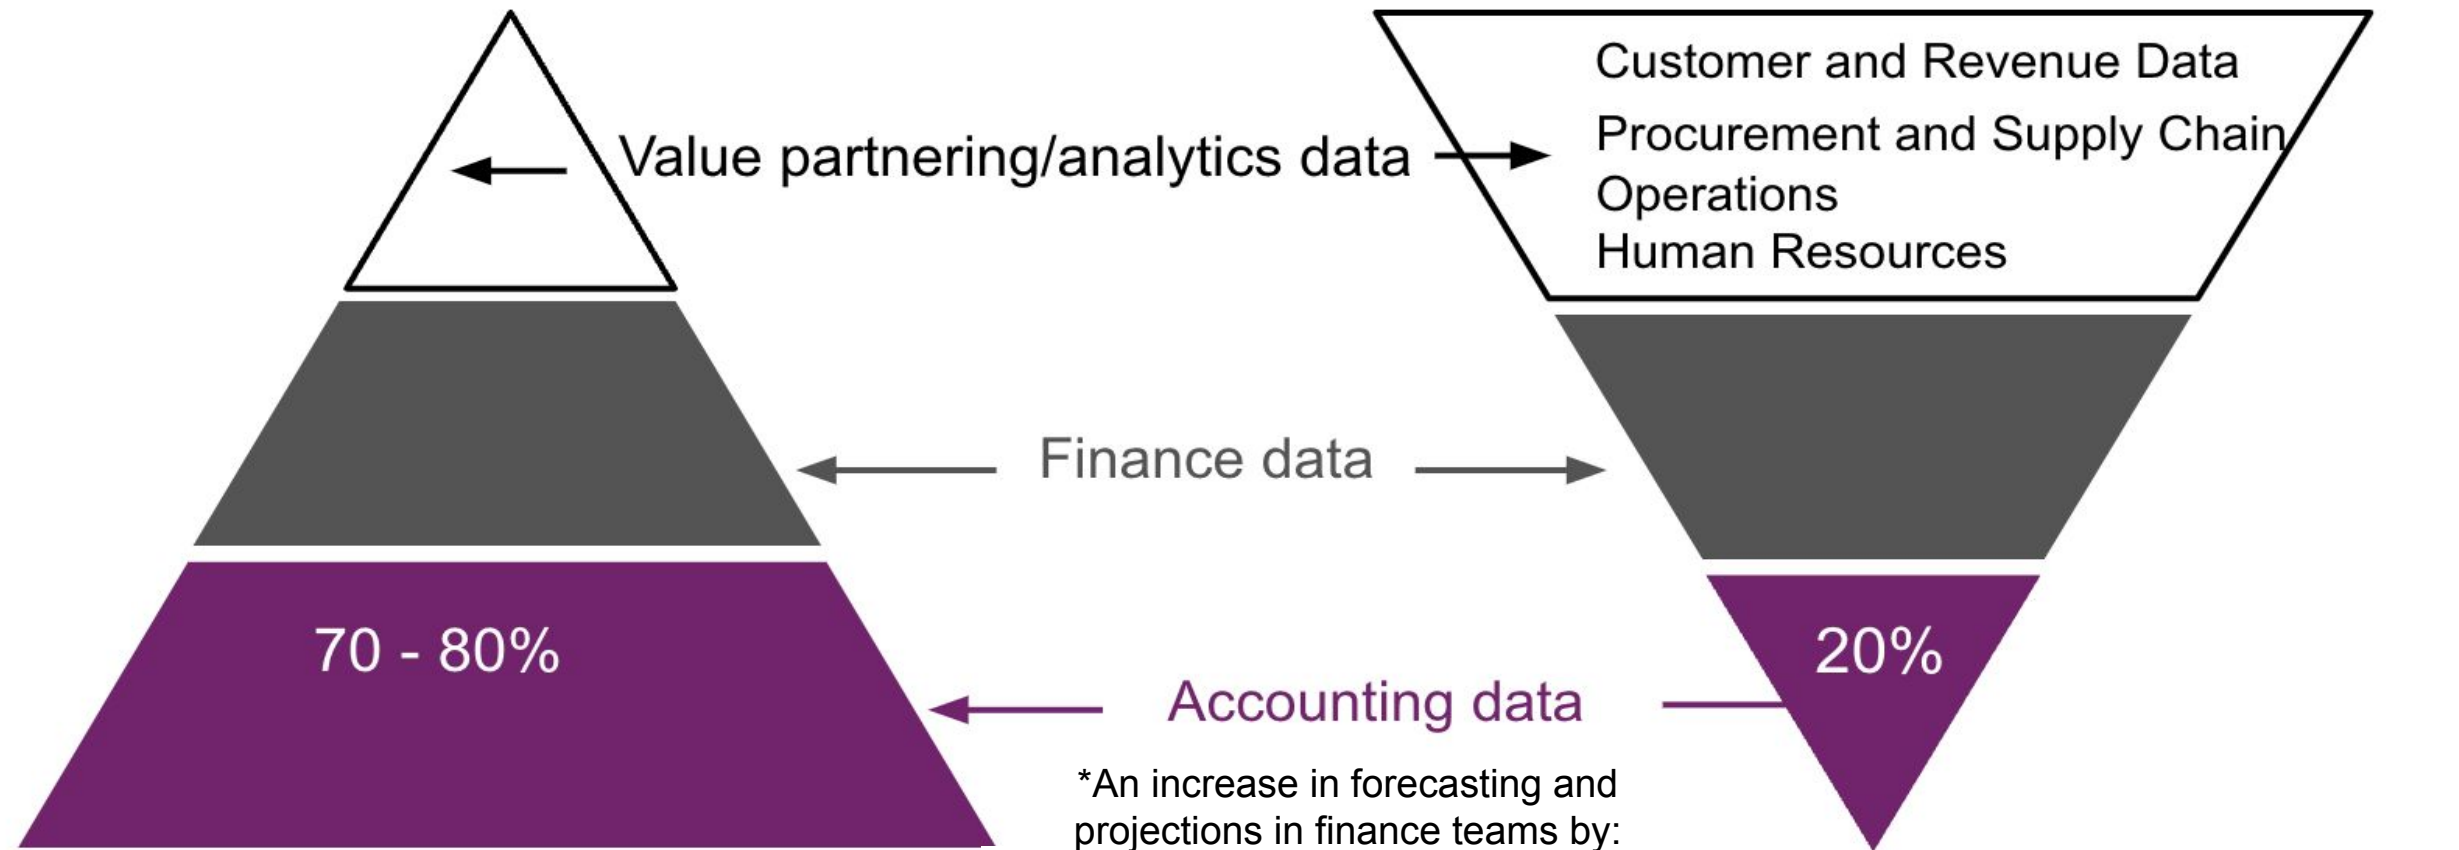 Customer and Revenue Data
Value partnering/analytics data
Procurement and Supply Chain
Operations
Human Resources
Finance data
70 - 80%
20%
Accounting data
*An increase in forecasting and
projections in finance teams by: